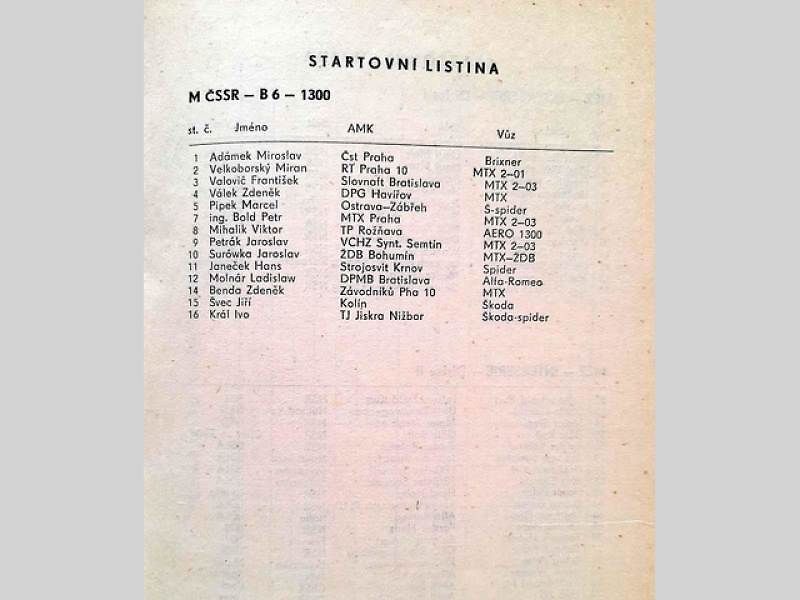 STARTOVNÍ LISTINA
M ČSSR – B 6 – 1300
st. č. Jméno AMK Vůz
1 Adámek Miroslav Čst Praha Brixner
2 Velkoborský Miran RT Praha 10 MTX 2–01
3 Valovič František Slovnaft Bratislava MTX 2–03
4 Válek Zdeněk DPG Havířov MTX
5 Pipek Marcel Ostrava–Zábřeh S-spider
7 ing. Bold Petr MTX Praha MTX 2–03
8 Mihalik Viktor TP Rožňava AERO 1300
9 Petrák Jaroslav VCHZ Synt. Semtín MTX 2–03
10 Surówka Jaroslav ŽDB Bohumín MTX–ŽDB
11 Janeček Hans Strojosvit Krnov Spider
12 Molnár Ladislaw DPMB Bratislava Alfa-Romeo
14 Benda Zdeněk Závodníků Pha 10 MTX
15 Švec Jiří Kolín Škoda
16 Král Ivo TJ Jiskra Nižbor Škoda-spider